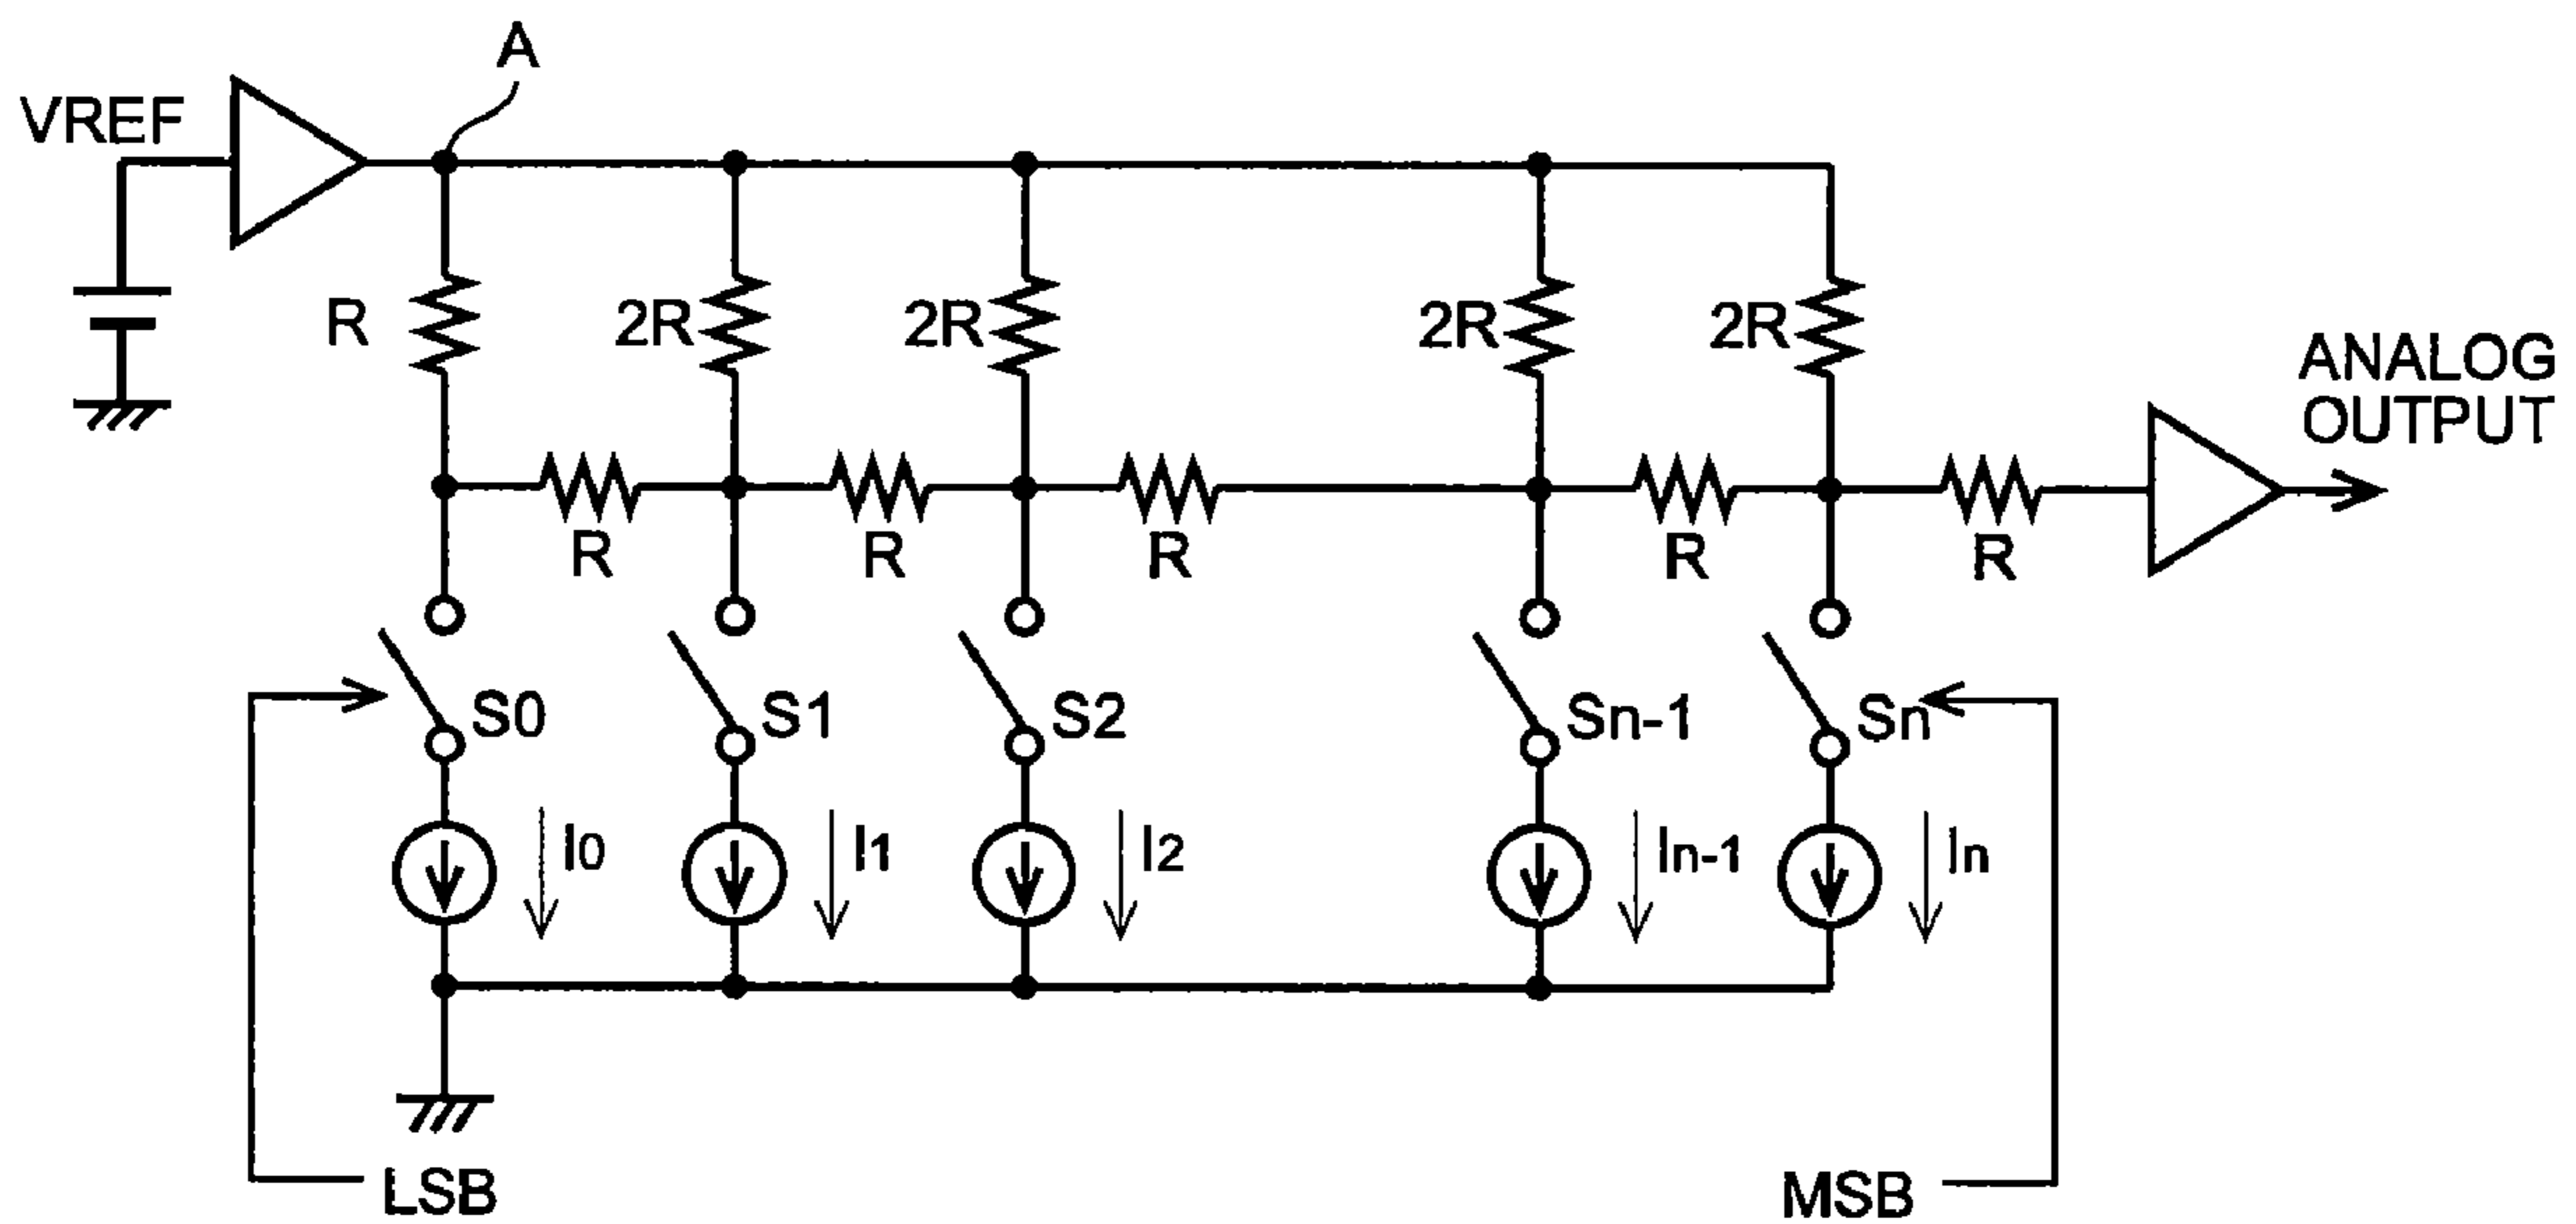 A
VREF
R
2R
2R
2R
2R
ANALOG
OUTPUT
R
R
R
R
R
S0
S1
S2
Sn-1
Sn
I0
I1
I2
In-1
In
LSB
MSB